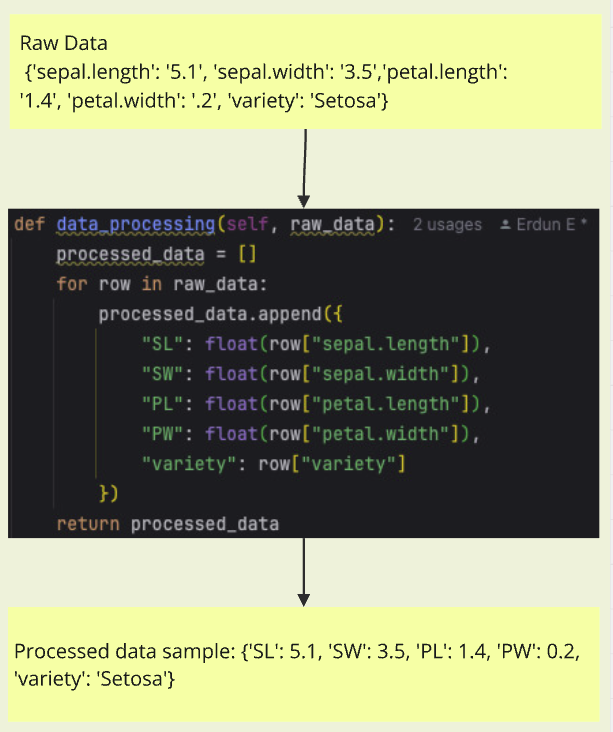 Raw Data
{'sepal.length': '5.1', 'sepal.width': '3.5','petal.length':
'1.4', 'petal.width': '.2', 'variety': 'Setosa'}
def data_processing(self, raw_data):  2 usages  Erdun E *
    processed_data = []
    for row in raw_data:
        processed_data.append({
            "SL": float(row["sepal.length"]),
            "SW": float(row["sepal.width"]),
            "PL": float(row["petal.length"]),
            "PW": float(row["petal.width"]),
            "variety": row["variety"]
        })
    return processed_data
Processed data sample: {'SL': 5.1, 'SW': 3.5, 'PL': 1.4, 'PW': 0.2,
'variety': 'Setosa'}